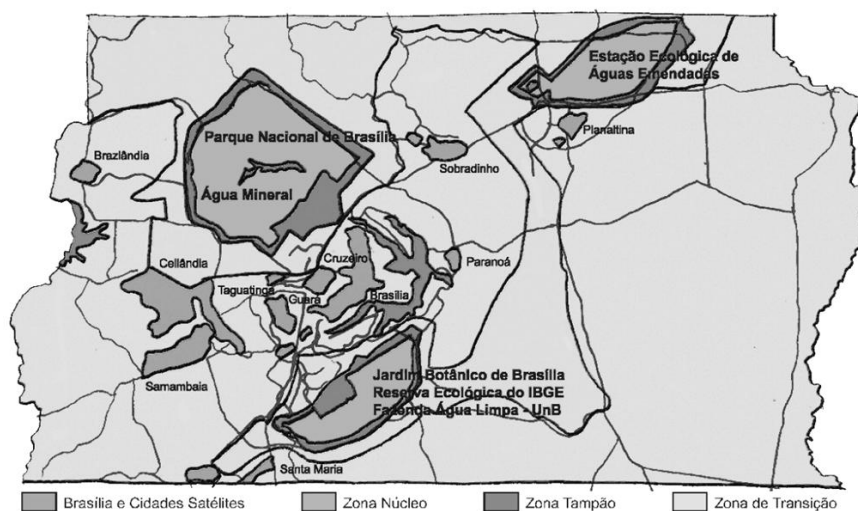 Estação Ecológica de
Águas Emendadas
Planaltina
Parque Nacional de Brasília
Sobradinho
Brazlândia
Água Mineral
Ceilândia
Cruzeiro
Paranoá
Taguatinga
Guará
Brasília
Samambaia
Jardim Botânico de Brasília
Reserva Ecológica do IBGE
Fazenda Água Limpa - UnB
Santa Maria
Brasília e Cidades Satélites
Zona Núcleo
Zona Tampão
Zona de Transição